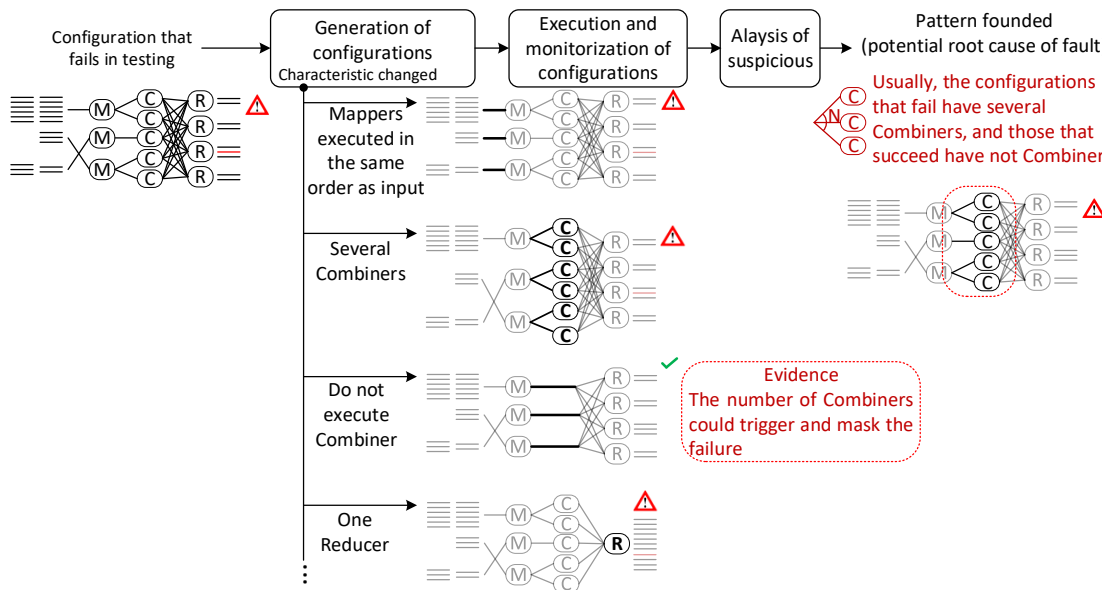 Configuration that
fails in testing
Generation of
configurations
Characteristic changed
Execution and
monitorization of
configurations
Alaysis of
suspicious
Pattern founded
(potential root cause of fault
M
M
M
C
C
C
C
C
R
R
R
R
Mappers
executed in
the same
order as input
M
M
M
C
C
C
C
C
R
R
R
R
N
C
C
C
Usually, the configurations
that fail have several
Combiners, and those that
succeed have not Combiner
Several
Combiners
M
M
M
C
C
C
C
C
C
R
R
R
R
M
M
M
C
C
C
C
C
R
R
R
R
Do not
execute
Combiner
M
M
M
R
R
R
R
Evidence
The number of Combiners
could trigger and mask the
failure
One
Reducer
M
M
M
C
C
C
C
C
R